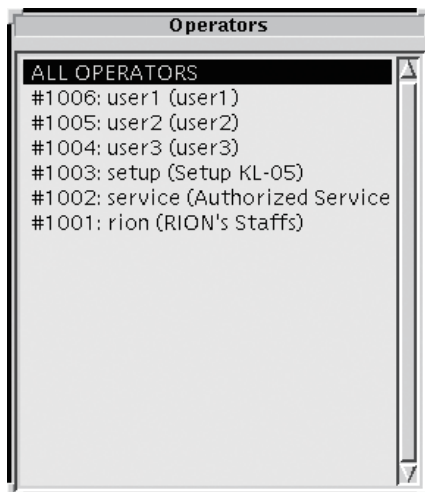 Operators
ALL OPERATORS
#1006: user1 (user1)
#1005: user2 (user2)
#1004: user3 (user3)
#1003: setup (Setup KL-05)
#1002: service (Authorized Service
#1001: rion (RION's Staffs)